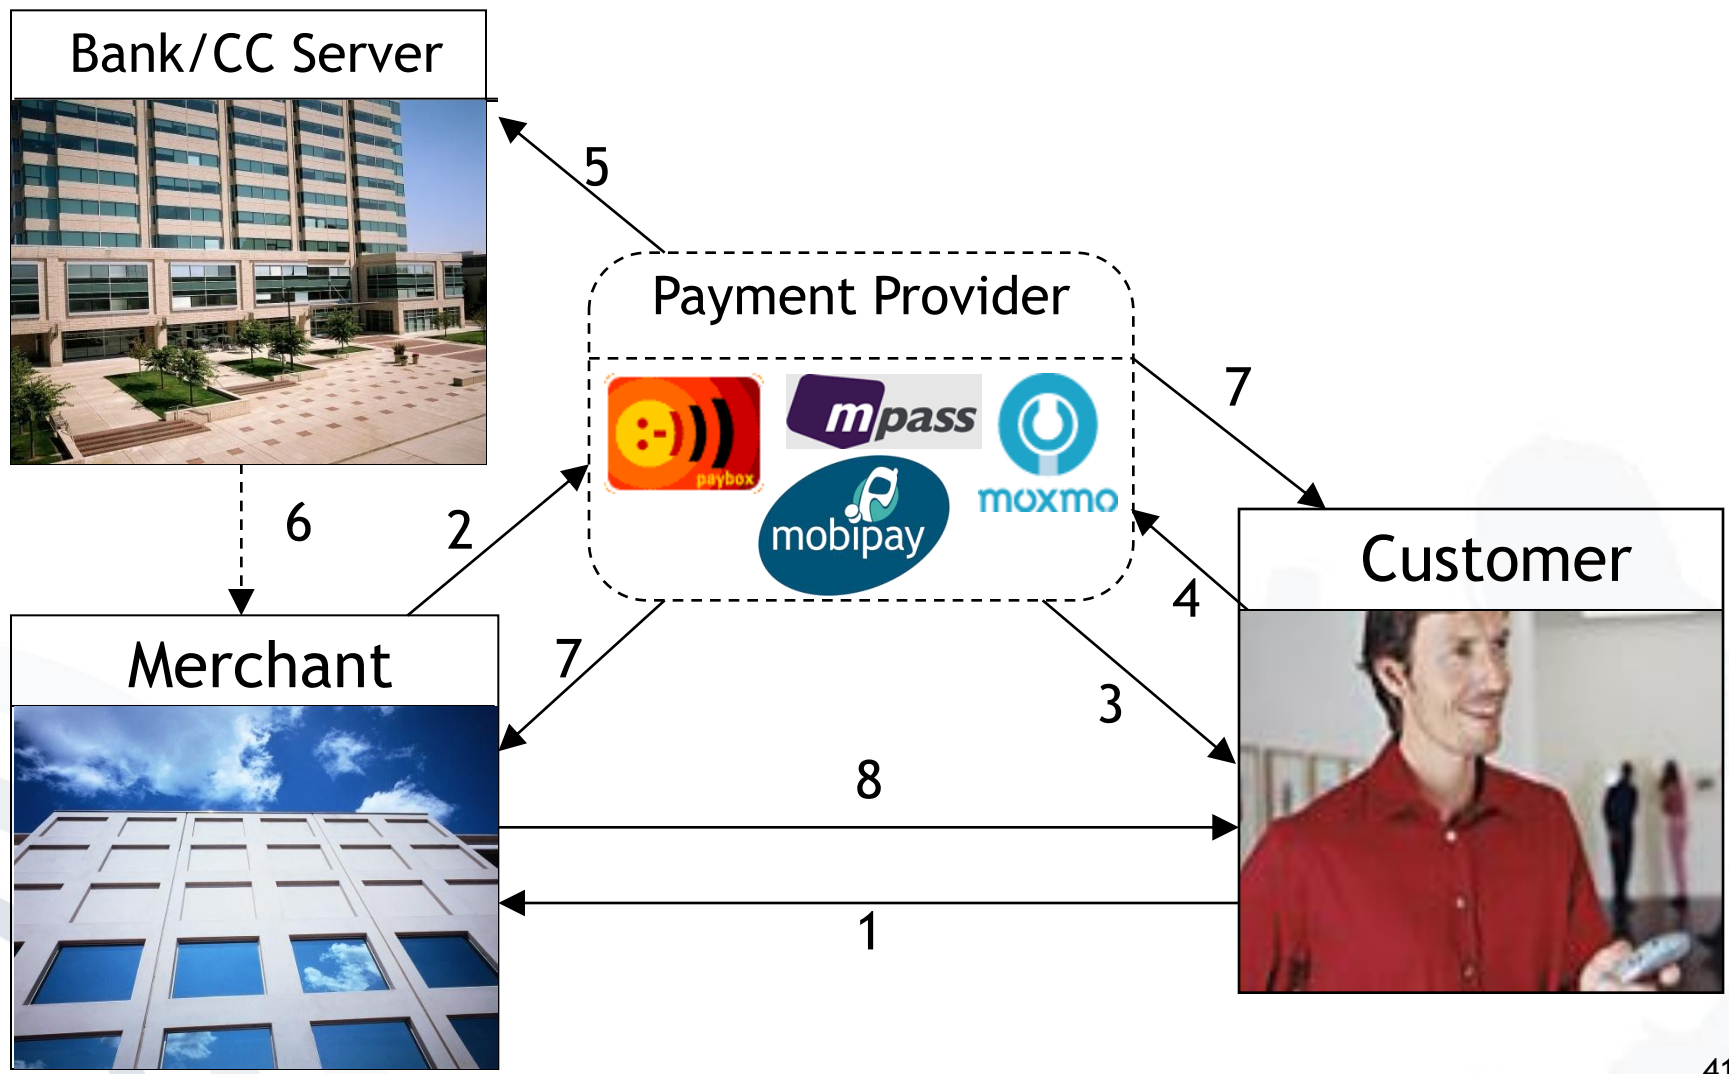 Bank/CC Server
5
Payment Provider
7
paybox
mpass
moxmo
mobipay
6
2
4
Customer
Merchant
7
3
8
1
41